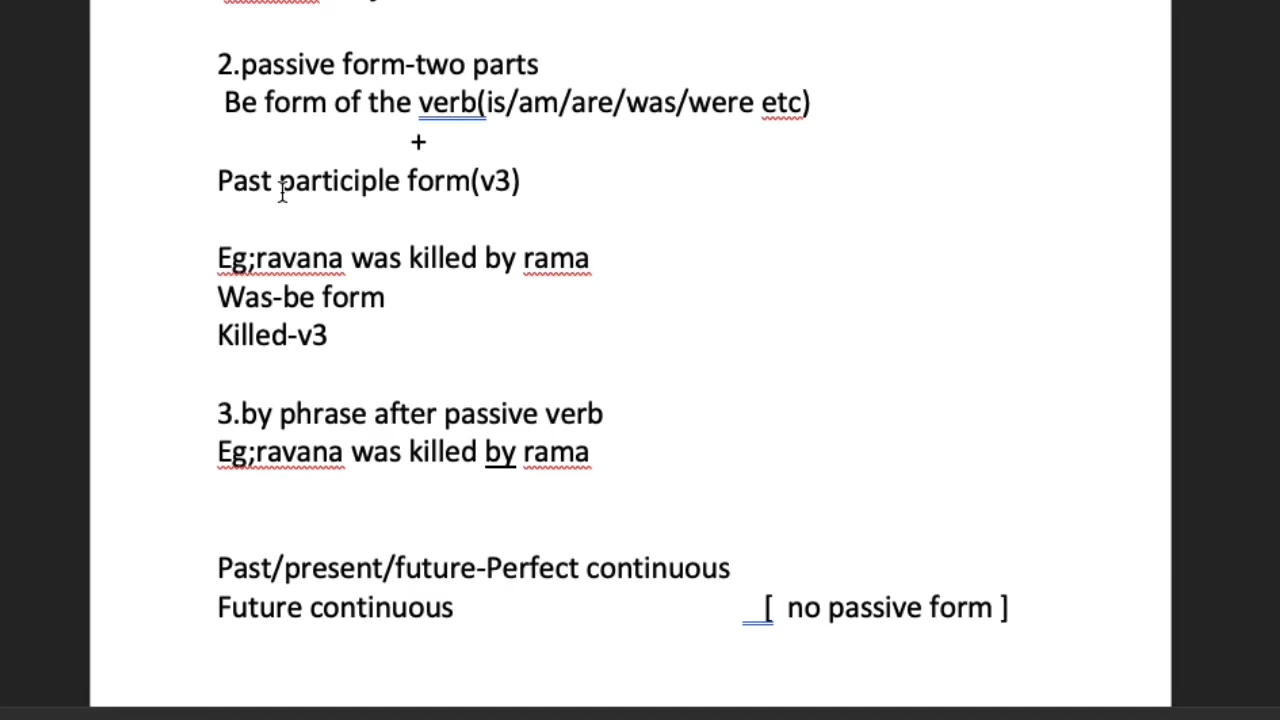 2.passive form-two parts
Be form of the verb(is/am/are/was/were etc)
+
Past participle form(v3)
Eg;ravana was killed by rama
Was-be form
Killed-v3
3.by phrase after passive verb
Eg;ravana was killed by rama
Past/present/future-Perfect continuous
Future continuous [ no passive form ]